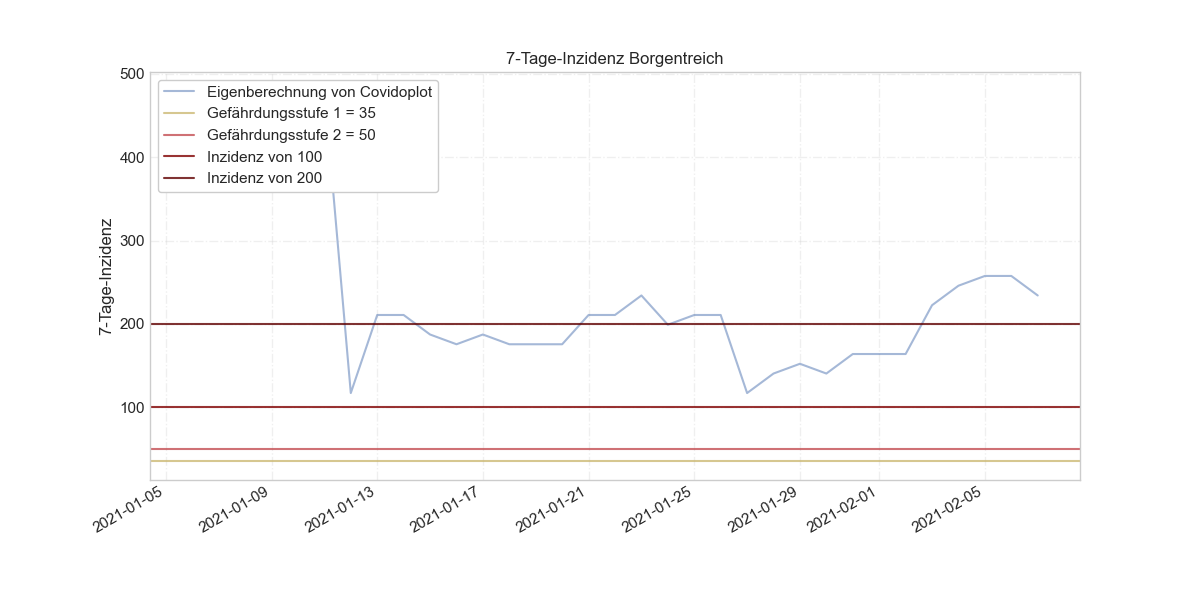 7-Tage-Inzidenz Borgentreich
500
400
300
200
100
7-Tage-Inzidenz
Eigenberechnung von Covidoplot
Gefährdungsstufe 1 = 35
Gefährdungsstufe 2 = 50
Inzidenz von 100
Inzidenz von 200
2021-01-05
2021-01-09
2021-01-13
2021-01-17
2021-01-21
2021-01-25
2021-01-29
2021-02-01
2021-02-05